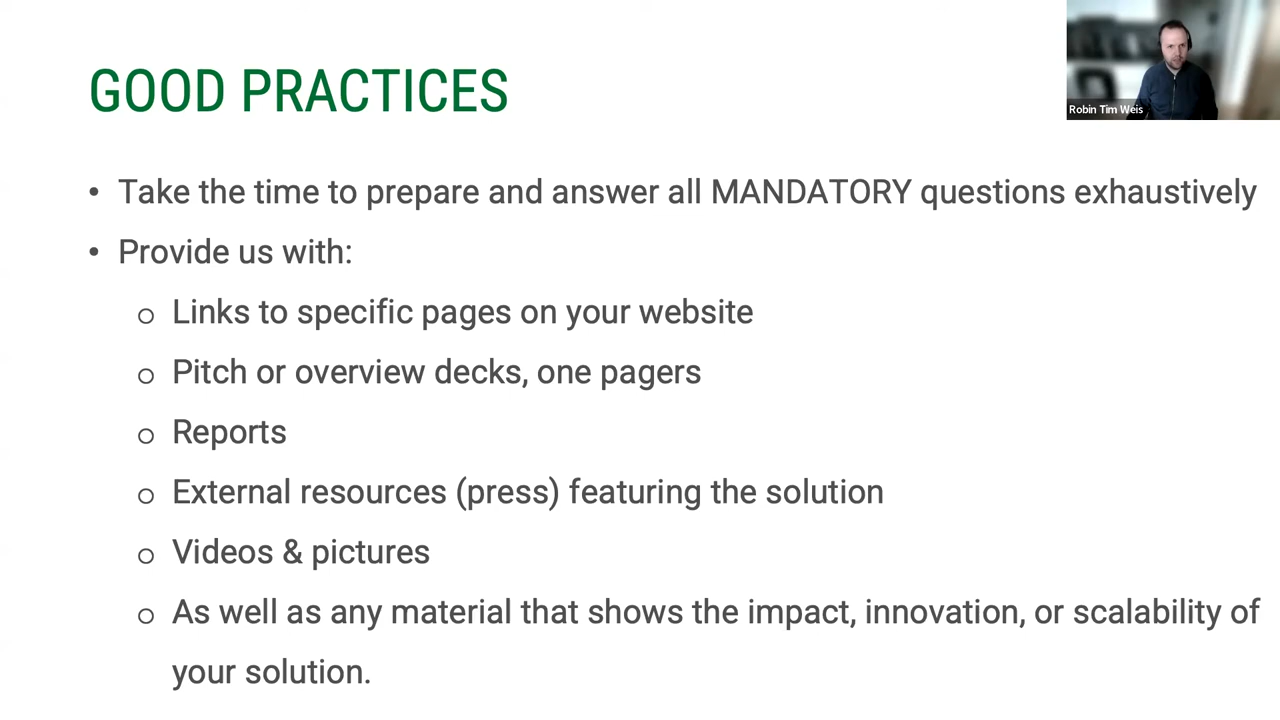 GOOD PRACTICES
Robin Tim Weis
• Take the time to prepare and answer all MANDATORY questions exhaustively
• Provide us with:
o Links to specific pages on your website
o Pitch or overview decks, one pagers
o Reports
o External resources (press) featuring the solution
o Videos & pictures
o As well as any material that shows the impact, innovation, or scalability of
your solution.